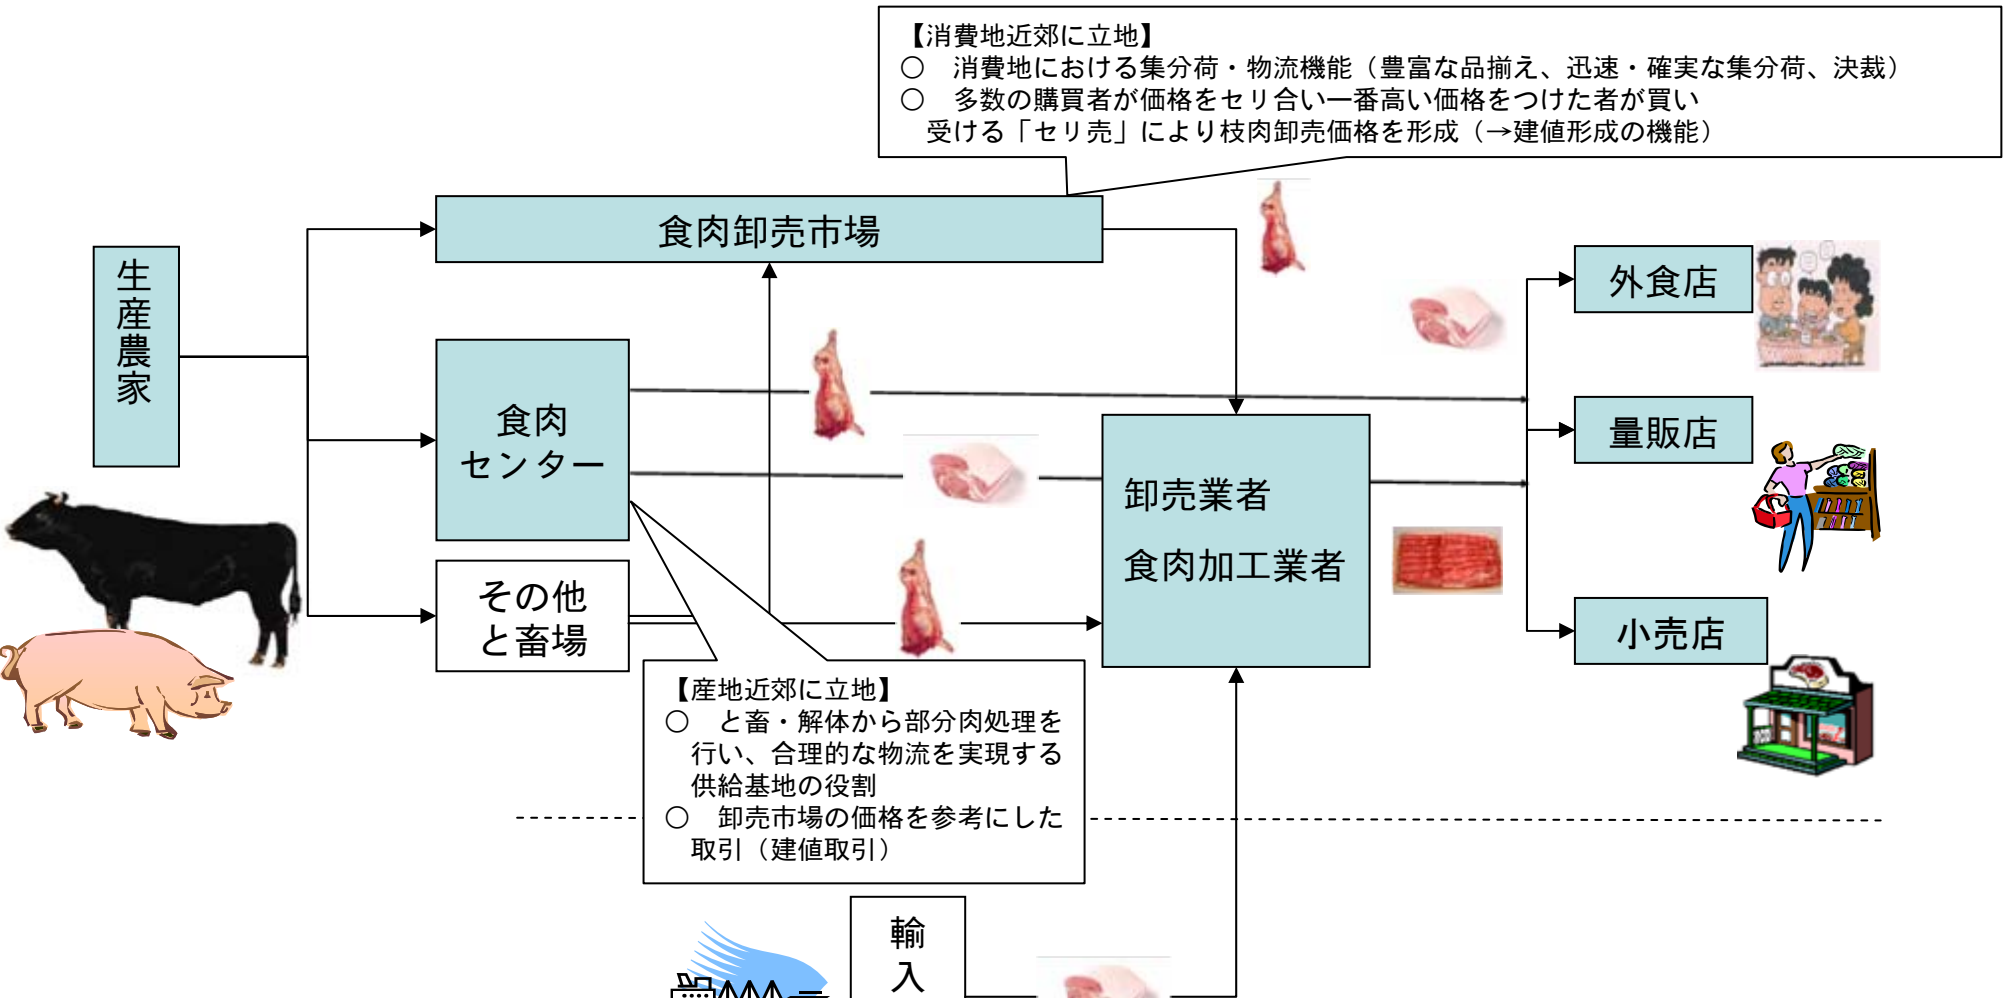 【消費地近郊に立地】
○　消費地における集分荷・物流機能（豊富な品揃え、迅速・確実な集分荷、決裁）
○　多数の購買者が価格をセリ合い一番高い価格をつけた者が買い
受ける「セリ売」により枝肉卸売価格を形成（→建値形成の機能）
食肉卸売市場
生産農家
外食店
食肉
センター
量販店
卸売業者
食肉加工業者
その他
と畜場
小売店
【産地近郊に立地】
○　と畜・解体から部分肉処理を
行い、合理的な物流を実現する
供給基地の役割
○　卸売市場の価格を参考にした
取引（建値取引）
輸入